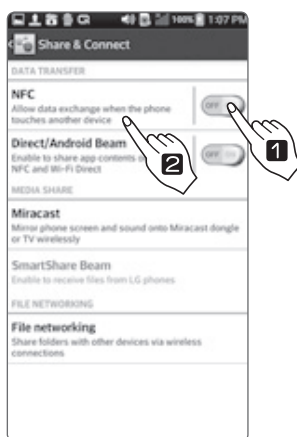 100% 1:07 PM
Share & Connect
DATA TRANSFER
NFC
Allow data exchange when the phone
touches another device
OFF
1
Direct/Android Beam
Enable to share app contents
NFC and Wi-Fi Direct
OFF
2
MEDIA SHARE
Miracast
Mirror phone screen and sound onto Miracast dongle
or TV wirelessly
SmartShare Beam
Enable to receive files from LG phones
FILE NETWORKING
File networking
Share folders with other devices via wireless
connections